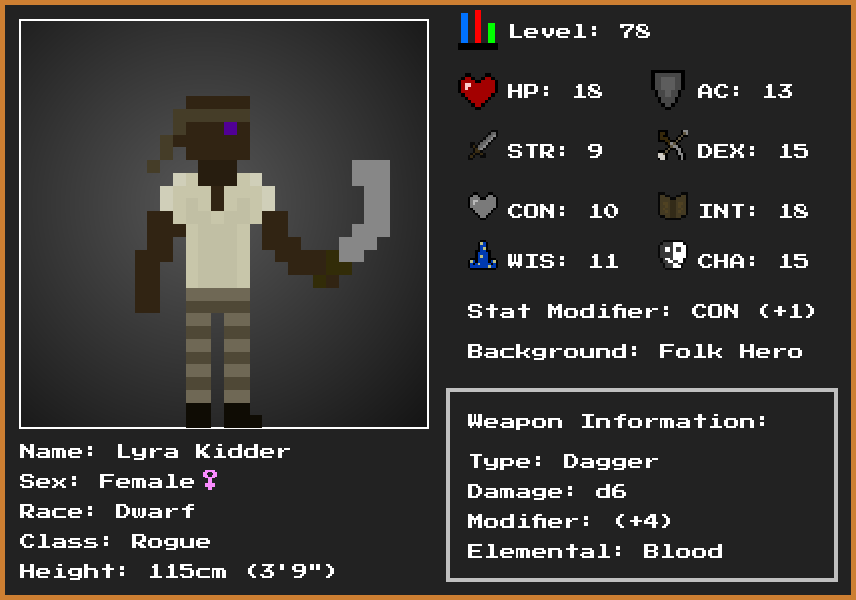 Level: 78
HP: 18 AC: 13
STR: 9 DEX: 15
CON: 10 INT: 18
WIS: 11 CHA: 15
Stat Modifier: CON (+1)
Background: Folk Hero
Weapon Information:
Type: Dagger
Damage: d6
Modifier: (+4)
Elemental: Blood
Name: Lyra Kidder
Sex: Female♀
Race: Dwarf
Class: Rogue
Height: 115cm (3'9")